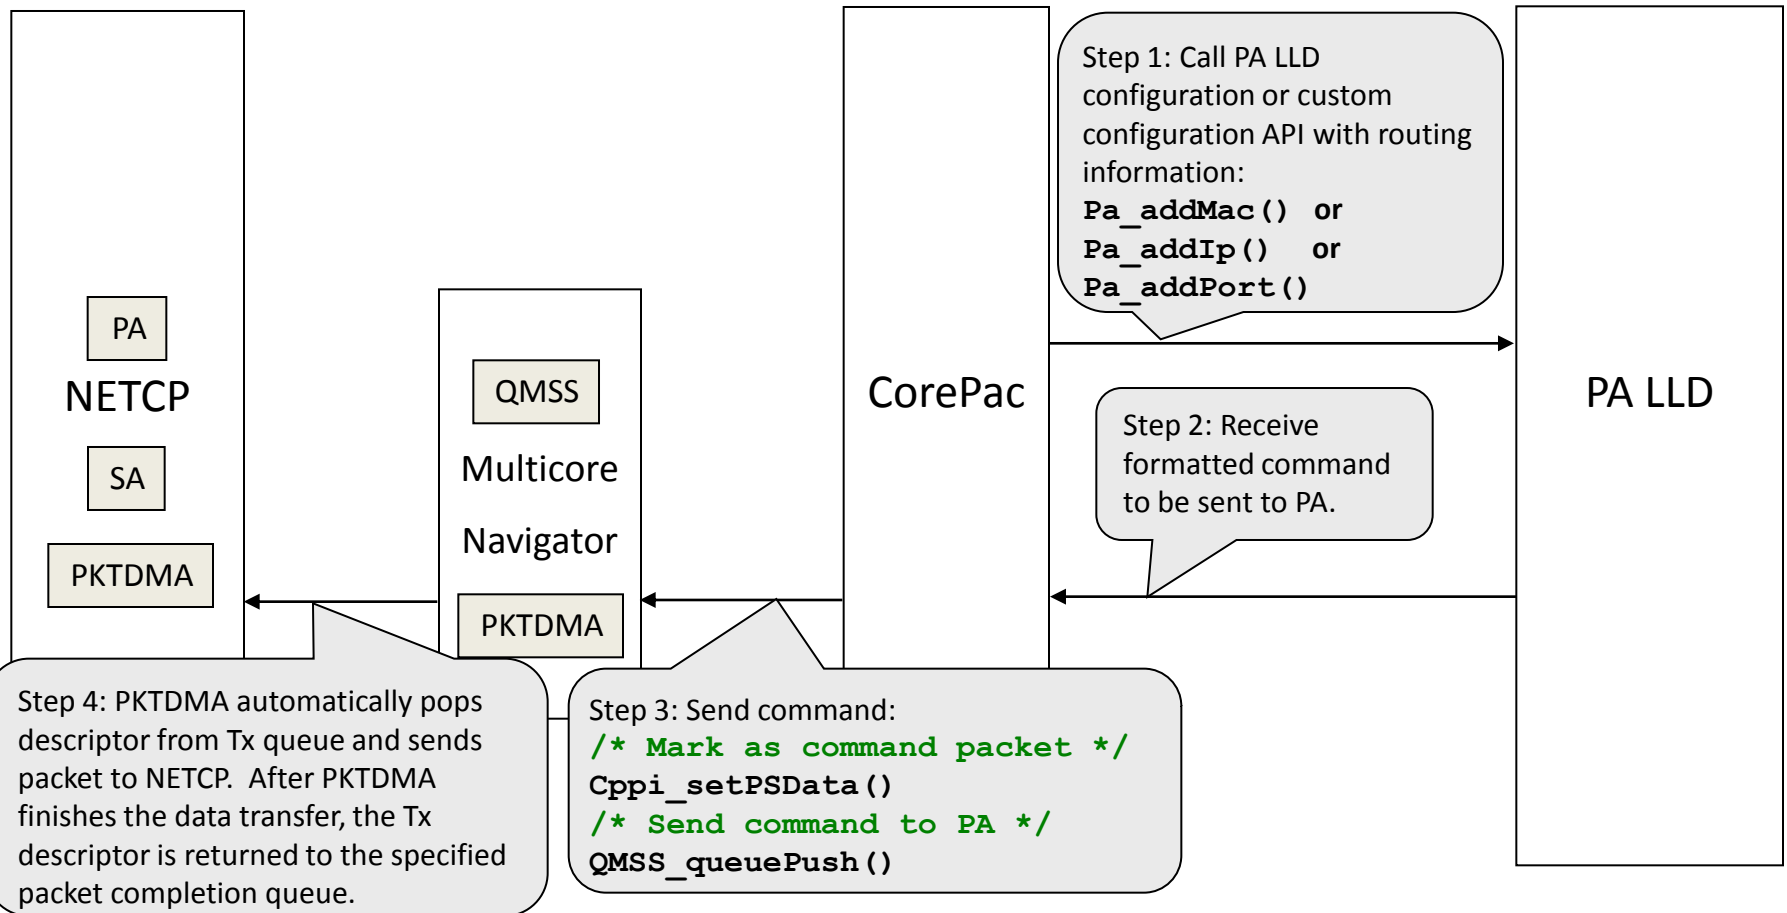 PA
NETCP
SA
PKTDMA
QMSS
Multicore
Navigator
PKTDMA
CorePac
PA LLD
Step 1: Call PA LLD
configuration or custom
configuration API with routing
information:
Pa_addMac() or
Pa_addIp() or
Pa_addPort()
Step 2: Receive
formatted command
to be sent to PA.
Step 3: Send command:
/* Mark as command packet */
Cppi_setPSData()
/* Send command to PA */
QMSS_queuePush()
Step 4: PKTDMA automatically pops
descriptor from Tx queue and sends
packet to NETCP. After PKTDMA
finishes the data transfer, the Tx
descriptor is returned to the specified
packet completion queue.